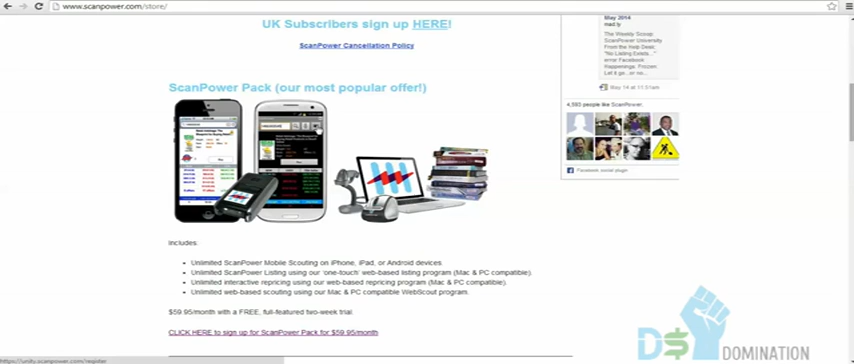 www.scanpower.com/store/
UK Subscribers sign up HERE!
ScanPower Cancellation Policy
May 2014
mad.ly
The Weekly Scoop
ScanPower University
From the Help Desk:
"No Listing Exists..."
error Facebook
Happenings, Frozen
Let it go...or no...
May 14 at 11:51am
4,593 people like ScanPower.
Facebook social plugin
ScanPower Pack (our most popular offer!)
Includes:
Unlimited ScanPower Mobile Scouting on iPhone, iPad, or Android devices.
Unlimited ScanPower Listing using our 'one-touch' web-based listing program (Mac & PC compatible).
Unlimited interactive repricing using our web-based repricing program (Mac & PC compatible).
Unlimited web-based scouting using our Mac & PC compatible WebScout program.
$59.95/month with a FREE, full-featured two-week trial.
CLICK HERE to sign up for ScanPower Pack for $59.95/month
https://unity.scanpower.com/register
D$
DOMINATION